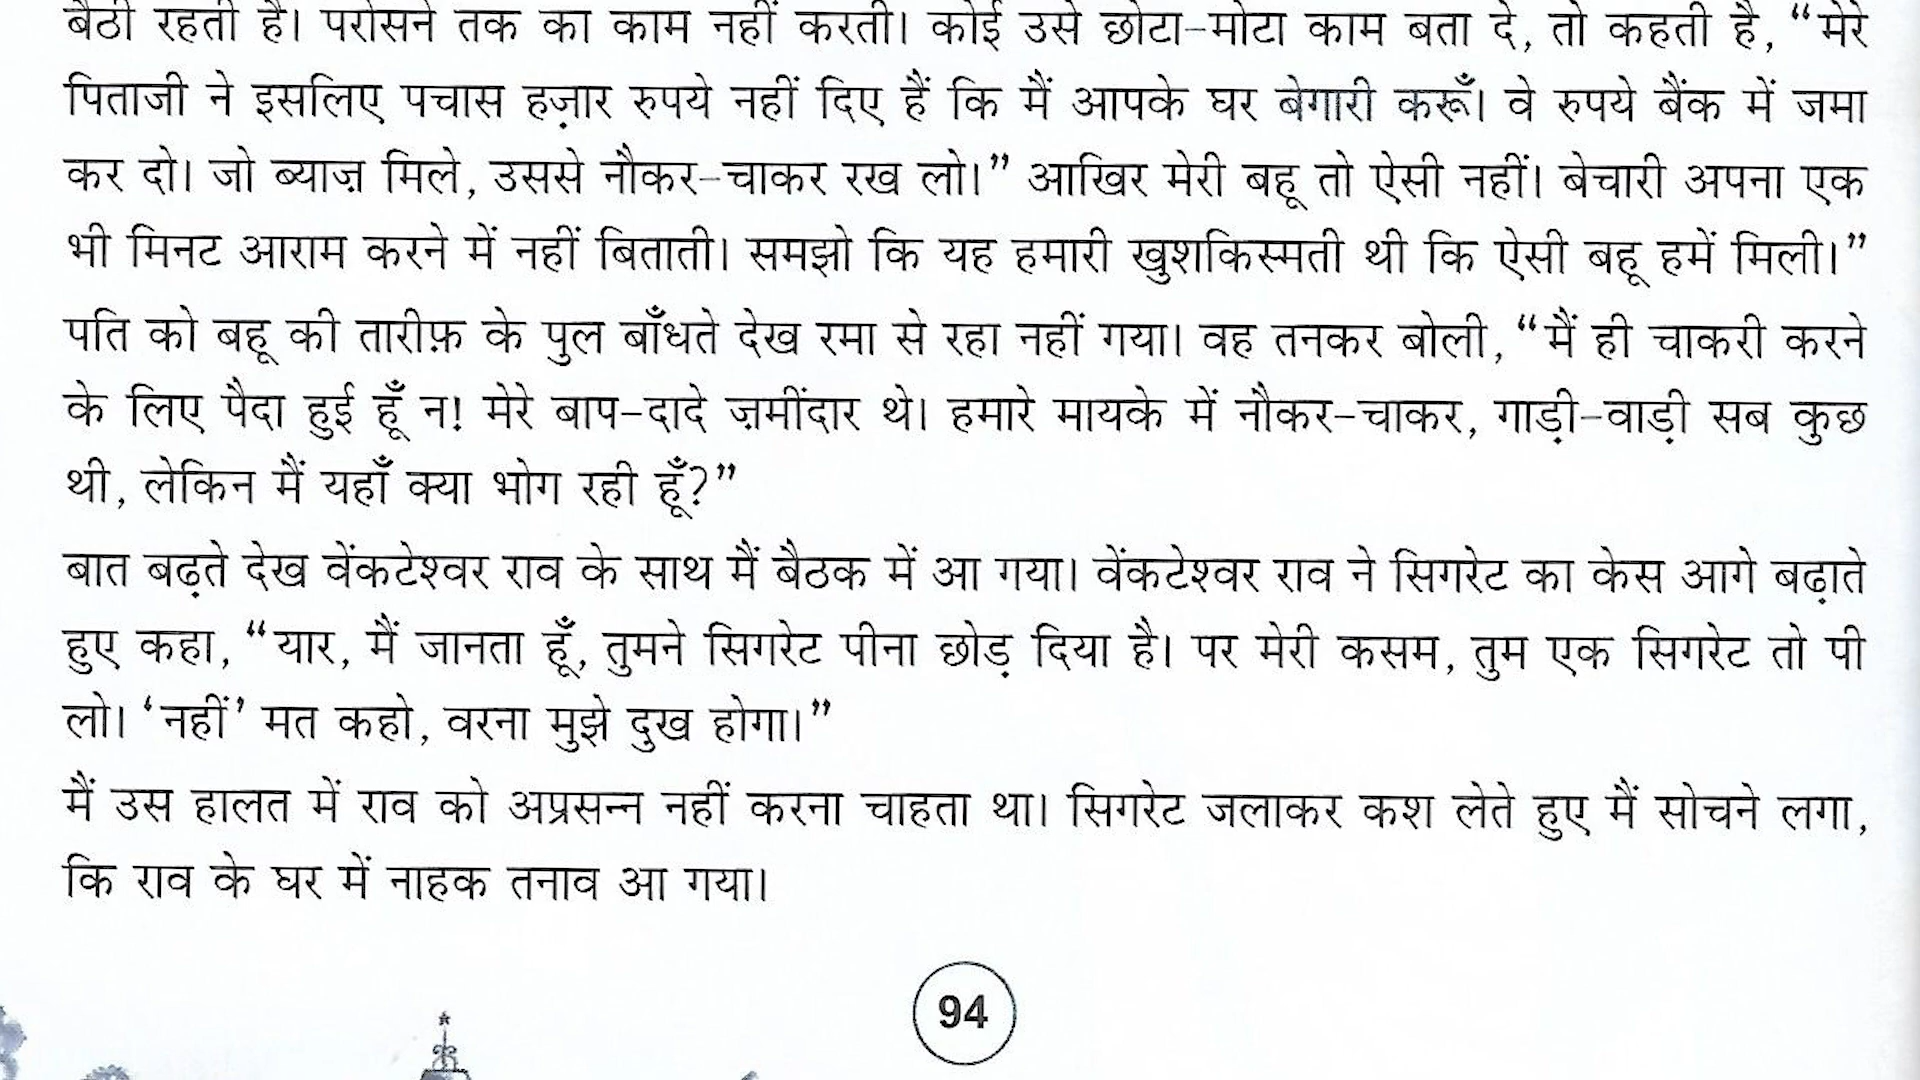 बैठी रहती है। परोसने तक का काम नहीं करती। कोई उसे छोटा-मोटा काम बता दे, तो कहती है, “मेरे
पिताजी ने इसलिए पचास हज़ार रुपये नहीं दिए हैं कि मैं आपके घर बेगारी करूँ। वे रुपये बैंक में जमा
कर दो। जो ब्याज़ मिले, उससे नौकर-चाकर रख लो।” आखिर मेरी बहू तो ऐसी नहीं। बेचारी अपना एक
भी मिनट आराम करने में नहीं बिताती। समझो कि यह हमारी खुशकिस्मती थी कि ऐसी बहू हमें मिली।”
पति को बहू की तारीफ़ के पुल बाँधते देख रमा से रहा नहीं गया। वह तनकर बोली, “मैं ही चाकरी करने
के लिए पैदा हुई हूँ न! मेरे बाप-दादे ज़मींदार थे। हमारे मायके में नौकर-चाकर, गाड़ी-वाड़ी सब कुछ
थी, लेकिन मैं यहाँ क्या भोग रही हूँ?”
बात बढ़ते देख वेंकटेश्वर राव के साथ मैं बैठक में आ गया। वेंकटेश्वर राव ने सिगरेट का केस आगे बढ़ाते
हुए कहा, “यार, मैं जानता हूँ, तुमने सिगरेट पीना छोड़ दिया है। पर मेरी कसम, तुम एक सिगरेट तो पी
लो। ‘नहीं’ मत कहो, वरना मुझे दुख होगा।”
मैं उस हालत में राव को अप्रसन्न नहीं करना चाहता था। सिगरेट जलाकर कश लेते हुए मैं सोचने लगा,
कि राव के घर में नाहक तनाव आ गया।
94